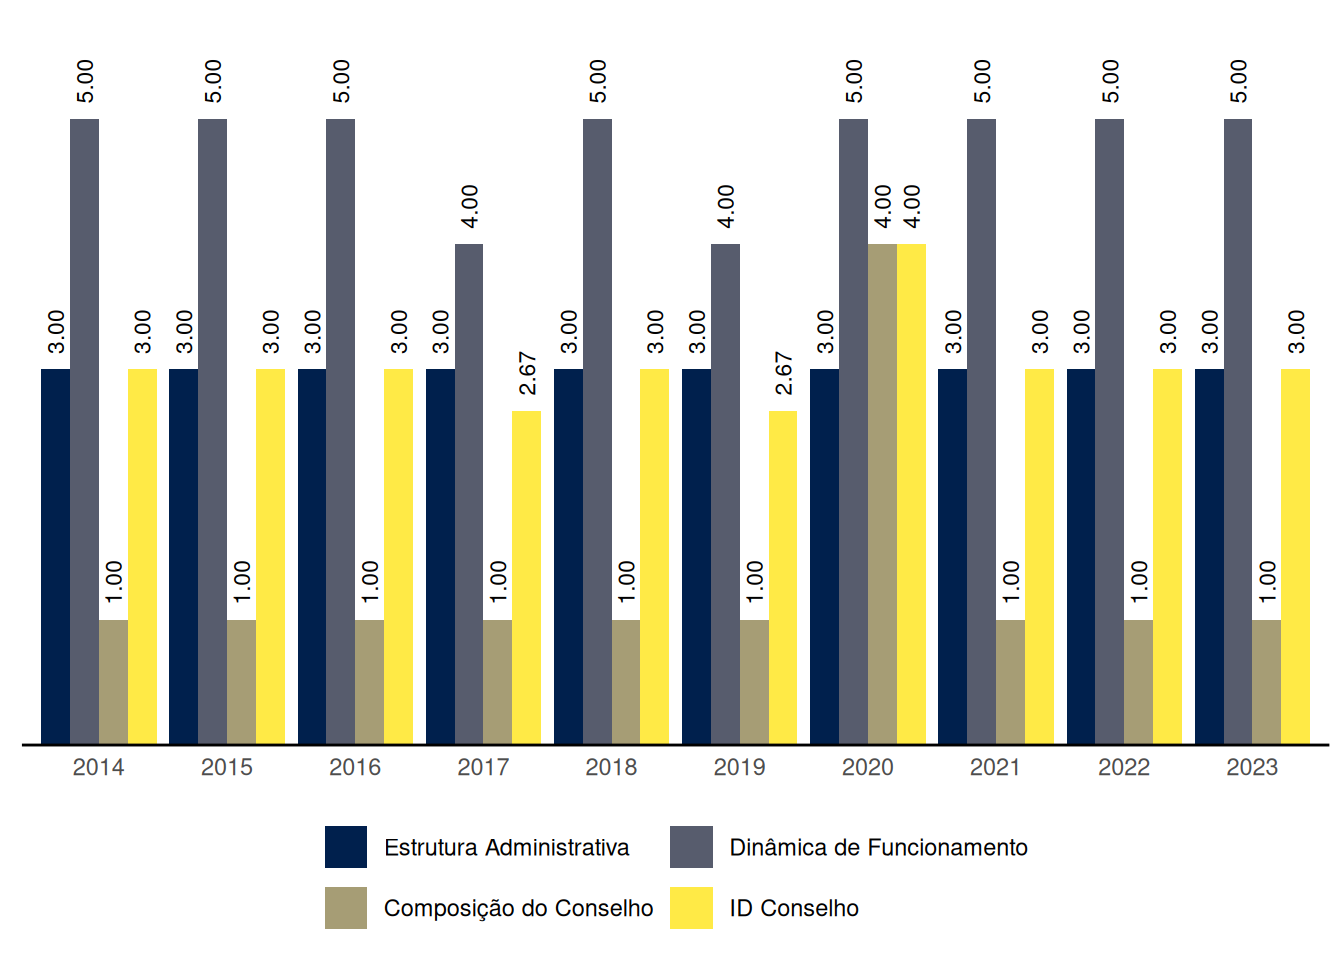 5.00 5.00 5.00 5.00 5.00 5.00 5.00 5.00
4.00 4.00 4.00 4.00
3.00 3.00 3.00 3.00 3.00 3.00 3.00 3.00 3.00 3.00 3.00 3.00 3.00 3.00 3.00 3.00 3.00
2.67 2.67
1.00 1.00 1.00 1.00 1.00 1.00 1.00 1.00 1.00
2014 2015 2016 2017 2018 2019 2020 2021 2022 2023
Estrutura Administrativa Dinâmica de Funcionamento
Composição do Conselho ID Conselho